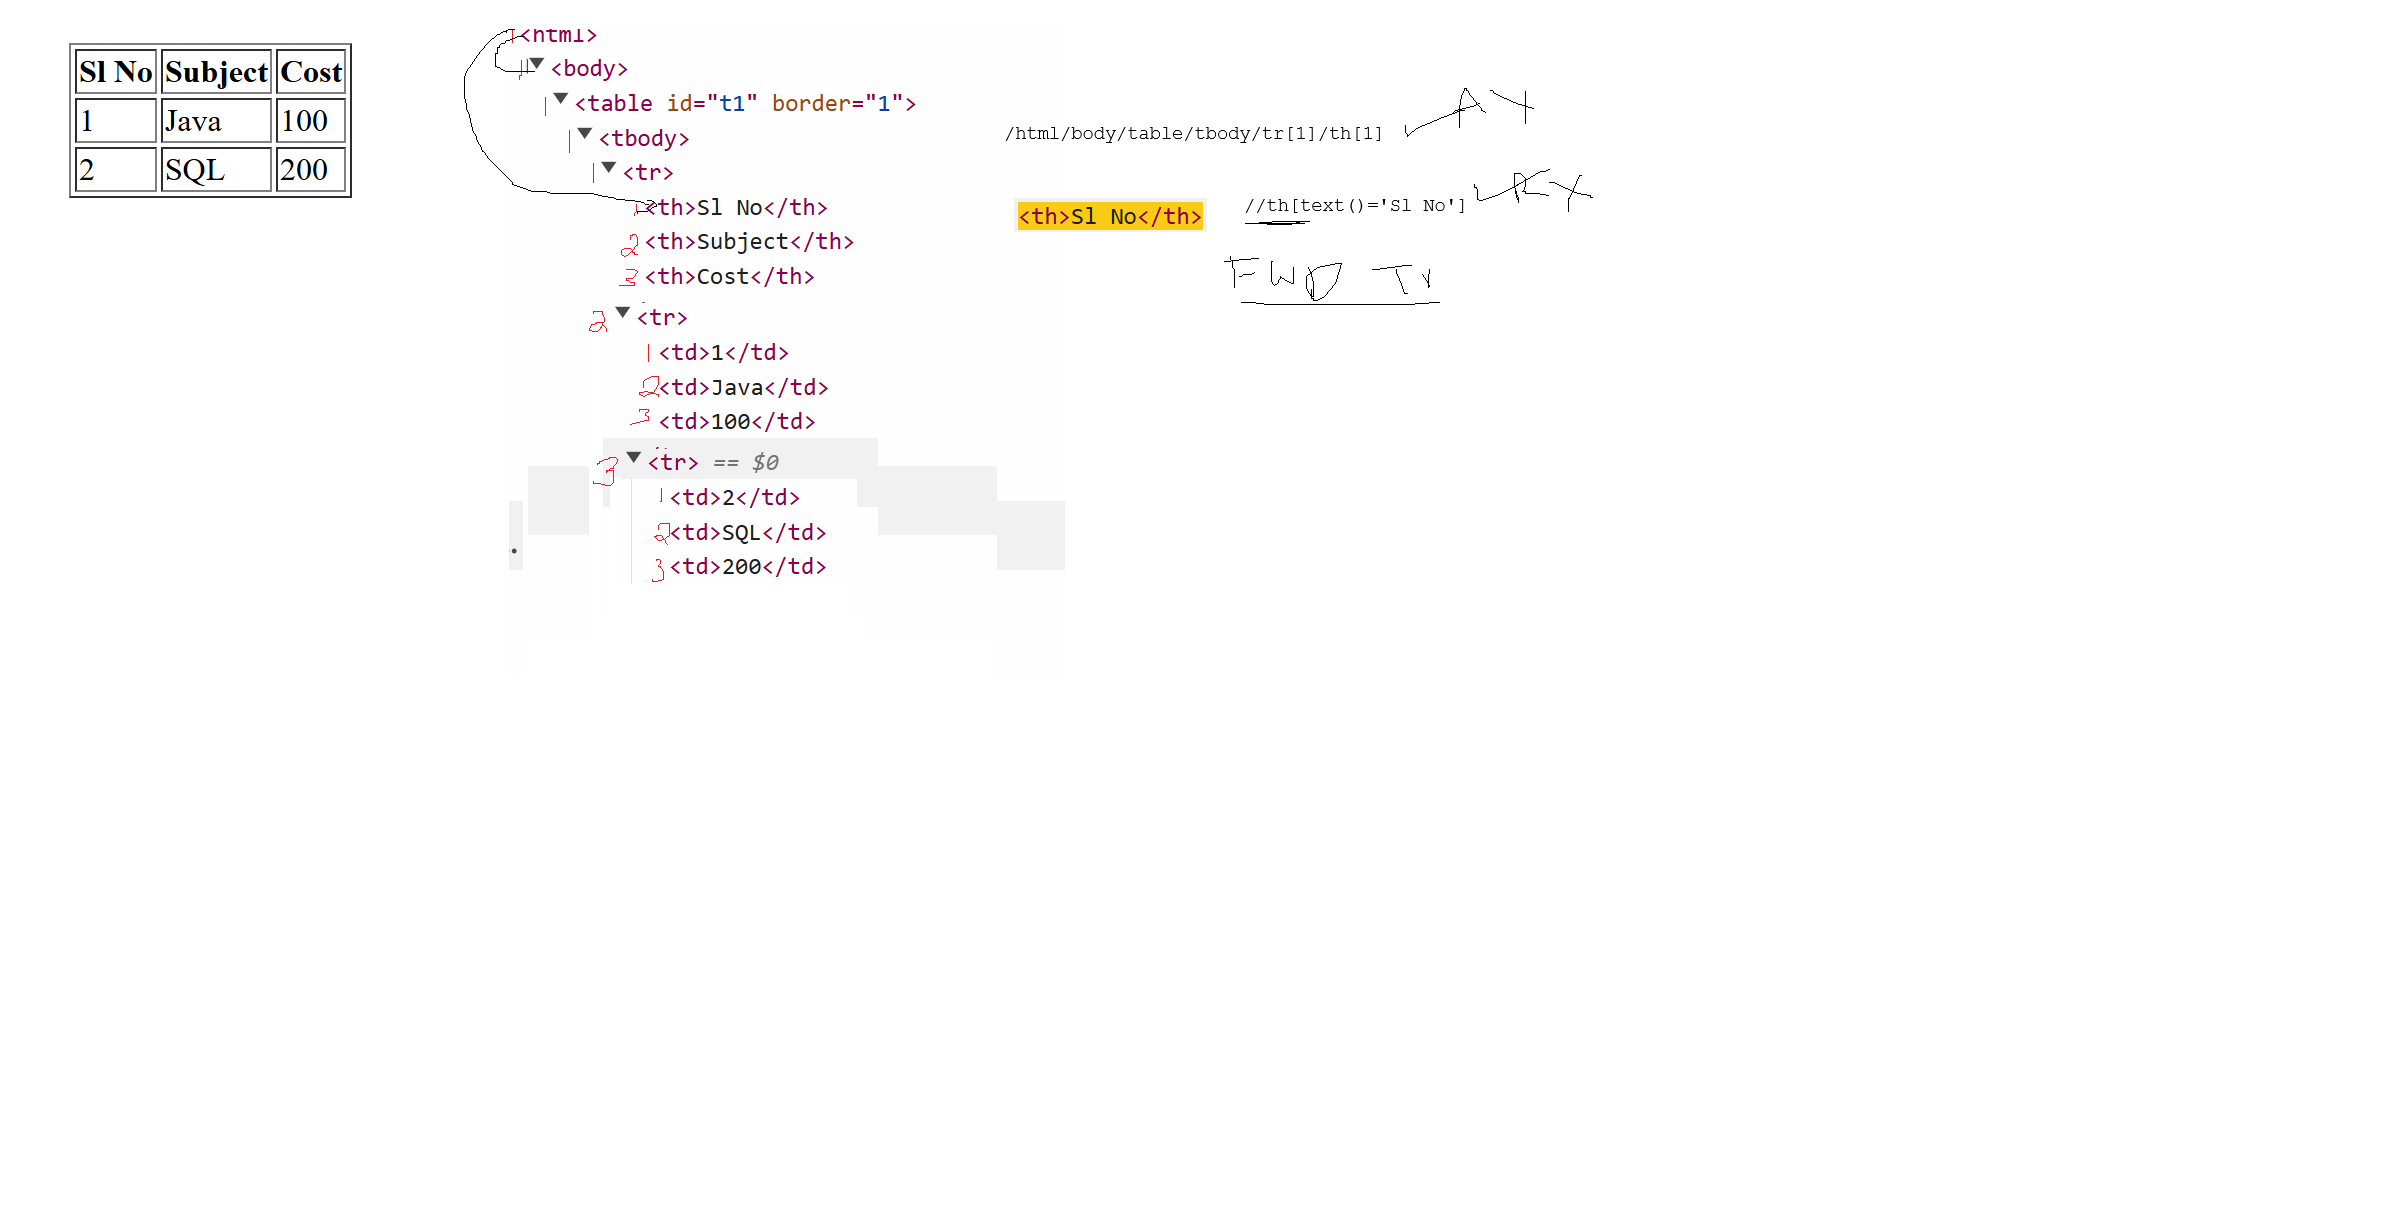 Sl No Subject Cost
1 Java 100
2 SQL 200
<html>
<body>
<table id="t1" border="1">
<tbody>
<tr>
<th>Sl No</th>
2 <th>Subject</th>
3 <th>Cost</th>
2 <tr>
1 <td>1</td>
2 <td>Java</td>
3 <td>100</td>
3 <tr> == $0
1 <td>2</td>
2 <td>SQL</td>
3 <td>200</td>
/html/body/table/tbody/tr[1]/th[1]
<th>Sl No</th>
//th[text()='Sl No']
FWD Tr